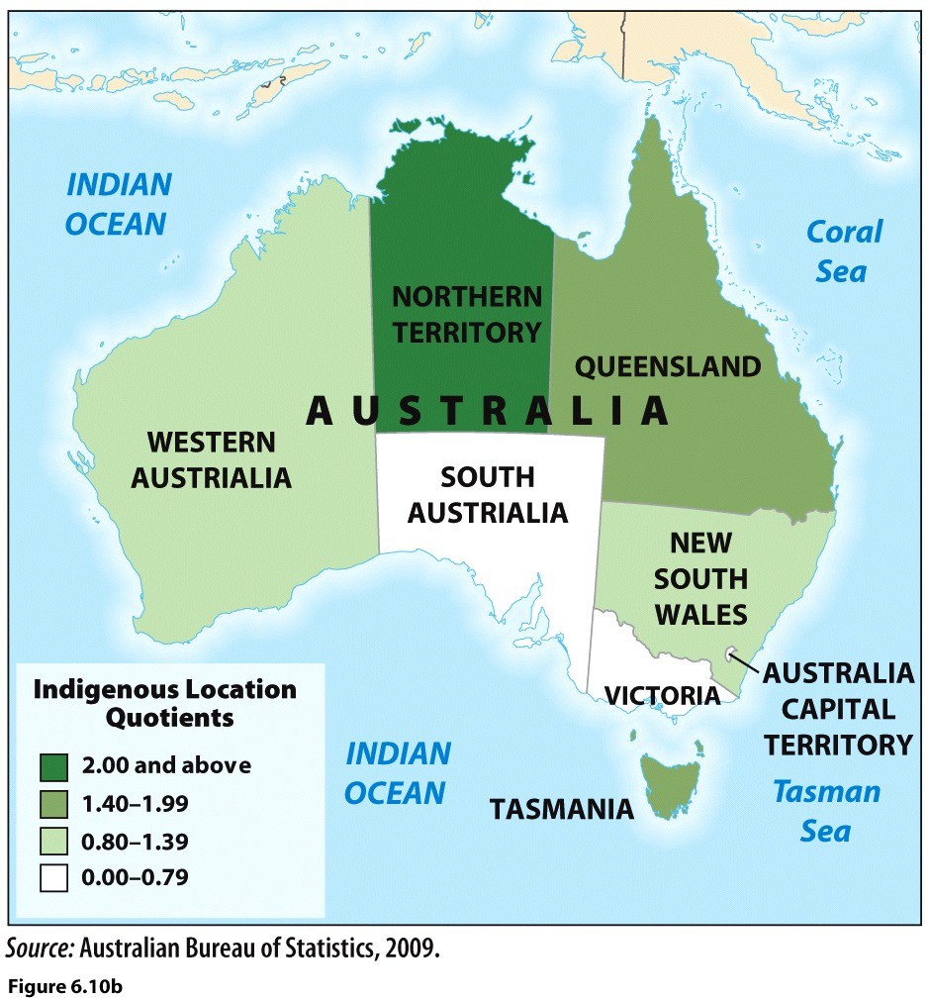 INDIAN
OCEAN
Coral
Sea
NORTHERN
TERRITORY
QUEENSLAND
AUSTRALIA
WESTERN
AUSTRIALIA
SOUTH
AUSTRIALIA
NEW
SOUTH
WALES
VICTORIA
AUSTRALIA
CAPITAL
TERRITORY
INDIAN
OCEAN
TASMANIA
Tasman
Sea
Indigenous Location
Quotients
2.00 and above
1.40–1.99
0.80–1.39
0.00–0.79
Source: Australian Bureau of Statistics, 2009.
Figure 6.10b